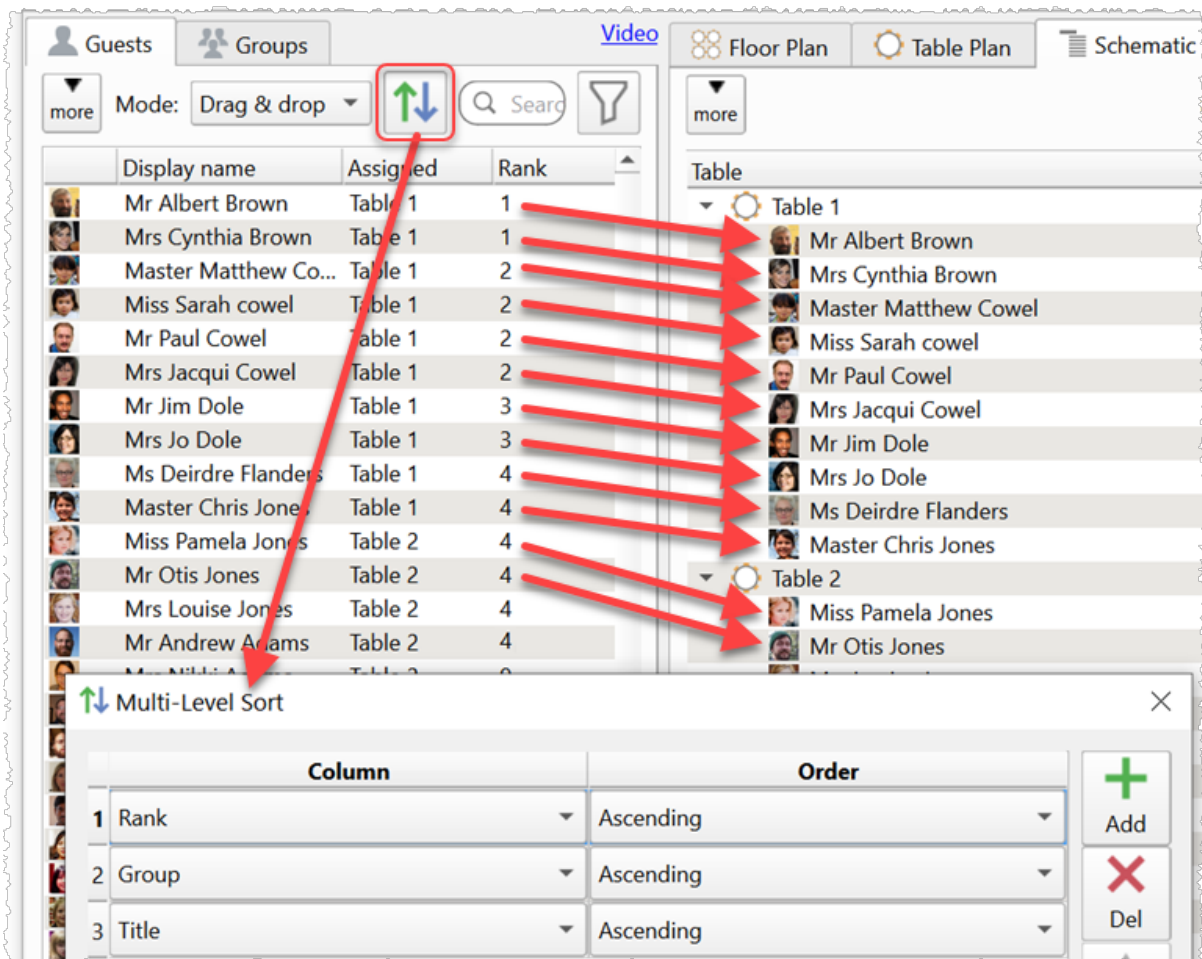 Guests
Groups
Video
more
Mode:
Drag & drop
Searc
Display name Assigned Rank
Mr Albert Brown Table 1 1
Mrs Cynthia Brown Table 1 1
Master Matthew Co... Table 1 2
Miss Sarah cowel Table 1 2
Mr Paul Cowel Table 1 2
Mrs Jacqui Cowel Table 1 2
Mr Jim Dole Table 1 3
Mrs Jo Dole Table 1 3
Ms Deirdre Flanders Table 1 4
Master Chris Jones Table 1 4
Miss Pamela Jones Table 2 4
Mr Otis Jones Table 2 4
Mrs Louise Jones Table 2 4
Mr Andrew Adams Table 2 4
Floor Plan
Table Plan
Schematic
more
Table
Table 1
Mr Albert Brown
Mrs Cynthia Brown
Master Matthew Cowel
Miss Sarah cowel
Mr Paul Cowel
Mrs Jacqui Cowel
Mr Jim Dole
Mrs Jo Dole
Ms Deirdre Flanders
Master Chris Jones
Table 2
Miss Pamela Jones
Mr Otis Jones
Multi-Level Sort
Column Order
1 Rank Ascending
2 Group Ascending
3 Title Ascending
Add
Del